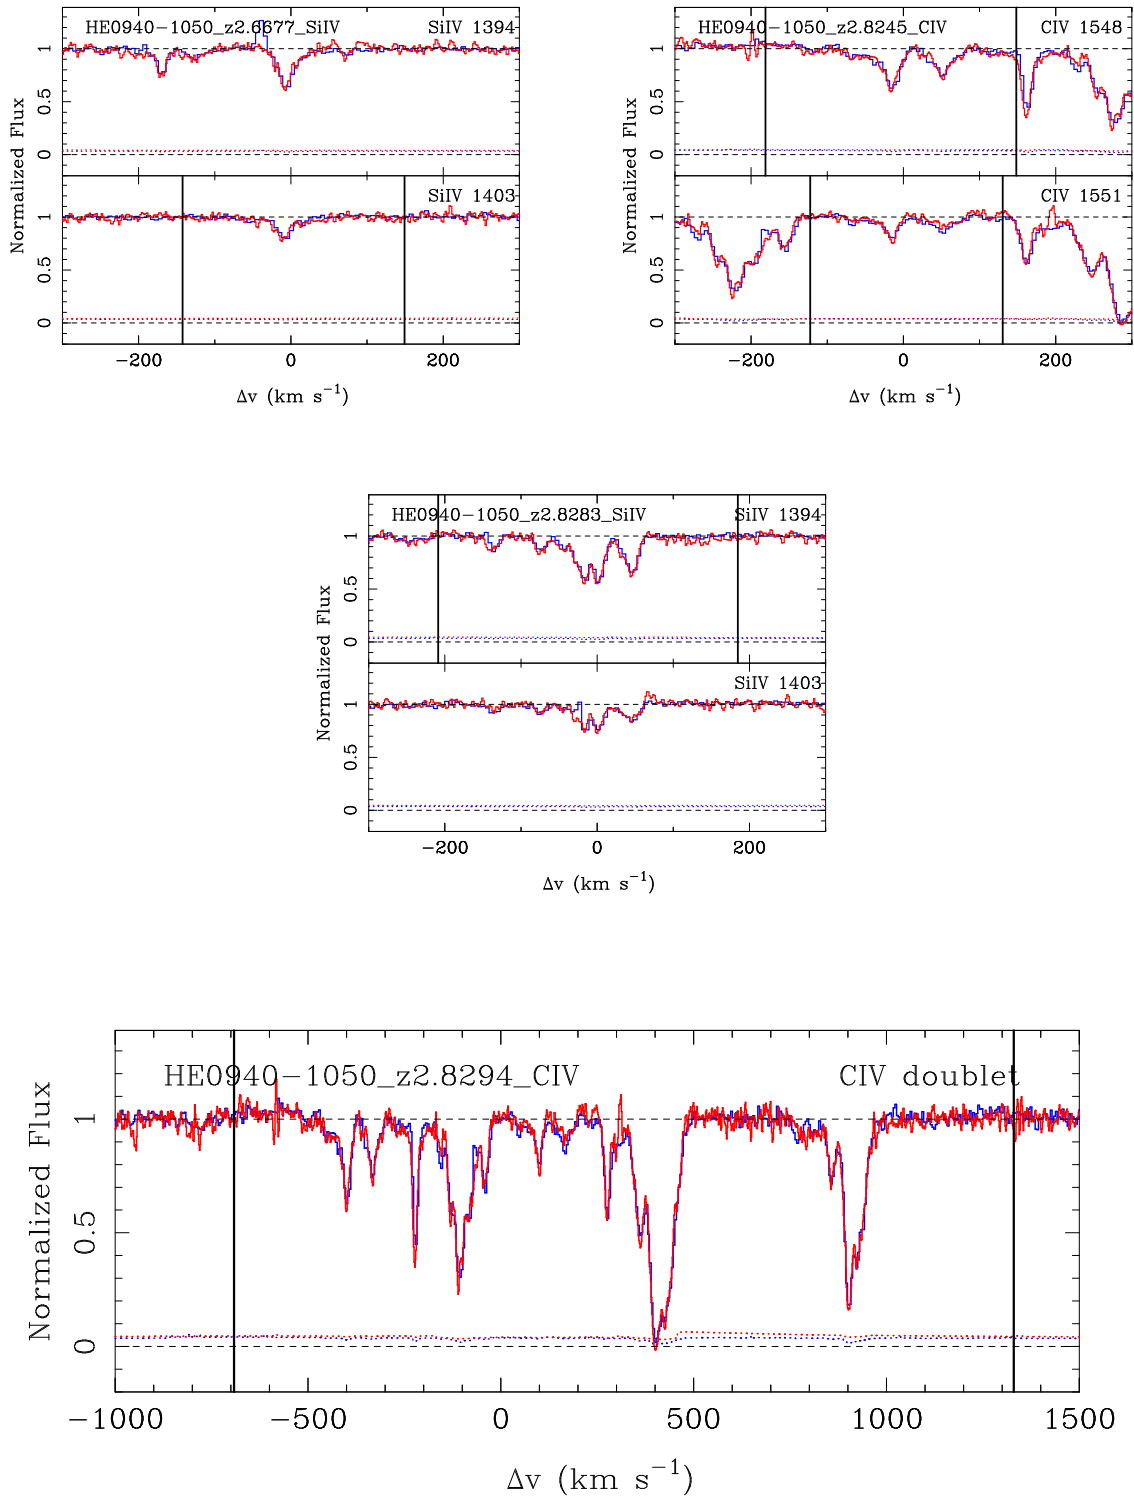 HE0940−1050_z2.6677_SiIV SiIV 1394
1
0.5
0
Normalized Flux
SiIV 1403
1
0.5
0
−200 0 200
Δv (km s−1)
HE0940−1050_z2.8245_CIV CIV 1548
1
0.5
0
Normalized Flux
CIV 1551
1
0.5
0
−200 0 200
Δv (km s−1)
HE0940−1050_z2.8283_SiIV SiIV 1394
1
0.5
0
Normalized Flux
SiIV 1403
1
0.5
0
−200 0 200
Δv (km s−1)
HE0940−1050_z2.8294_CIV CIV doublet
1
0.5
0
Normalized Flux
−1000 −500 0 500 1000 1500
Δv (km s−1)